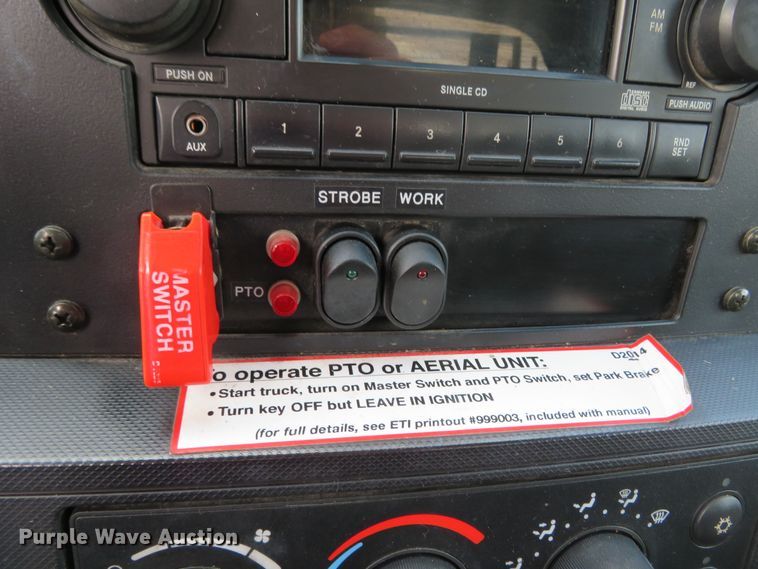 AM
FM
PUSH ON
REF
SINGLE CD
COMPACT
disc
DIGITAL AUDIO
PUSH AUDIO
AUX
1
2
3
4
5
6
RND
SET
STROBE
WORK
MASTER
SWITCH
PTO
o operate PTO or AERIAL UNIT:
D2014
• Start truck, turn on Master Switch and PTO Switch, set Park Brake
• Turn key OFF but LEAVE IN IGNITION
(for full details, see ETI printout #999003, included with manual)
Purple Wave Auction
purplewave.com